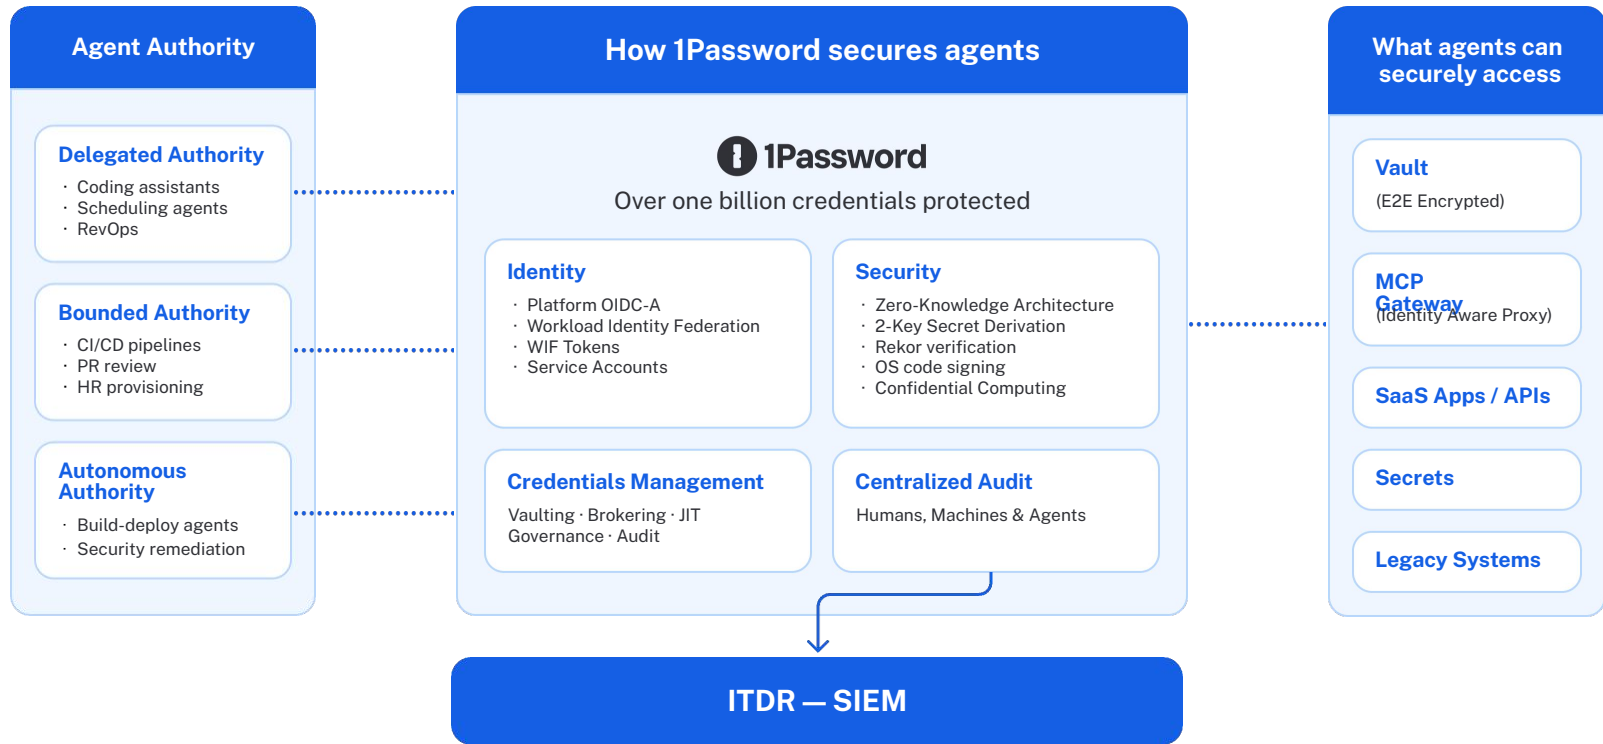 Agent Authority
Delegated Authority
· Coding assistants
· Scheduling agents
· RevOps
Bounded Authority
· CI/CD pipelines
· PR review
· HR provisioning
Autonomous
Authority
· Build-deploy agents
· Security remediation
How 1Password secures agents
1Password
Over one billion credentials protected
Identity
· Platform OIDC-A
· Workload Identity Federation
· WIF Tokens
· Service Accounts
Security
· Zero-Knowledge Architecture
· 2-Key Secret Derivation
· Rekor verification
· OS code signing
· Confidential Computing
Credentials Management
Vaulting · Brokering · JIT
Governance · Audit
Centralized Audit
Humans, Machines & Agents
ITDR — SIEM
What agents can
securely access
Vault
(E2E Encrypted)
MCP
Gateway
(Identity Aware Proxy)
SaaS Apps / APIs
Secrets
Legacy Systems